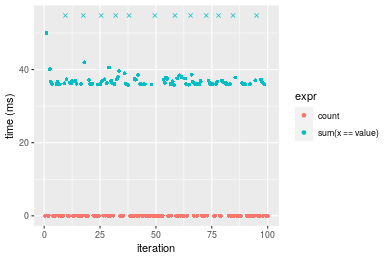 40
20
0
time (ms)
0
25
50
75
100
iteration
expr
count
sum(x == value)